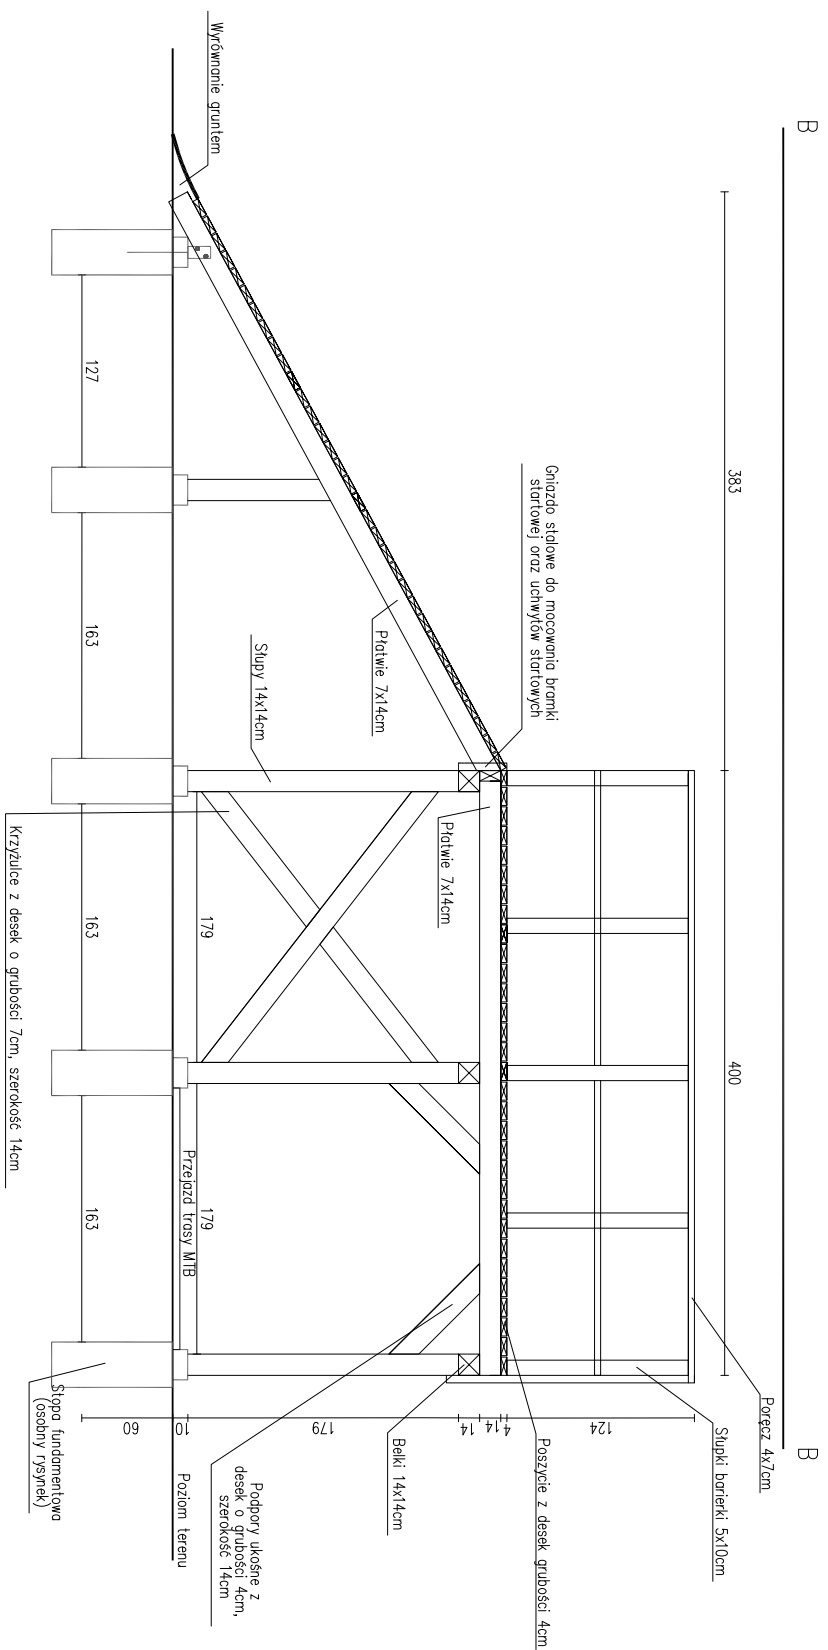 B
B
383
400
Poręcz 4x7cm
Słupki barierki 5x10cm
Poszycie z desek grubości 4cm
Gniazdo stalowe do mocowania bramki
startowej oraz uchwytów startowych
Płatwie 7x14cm
Płatwie 7x14cm
Belki 14x14cm
Słupy 14x14cm
Podpory ukośne z
desek o grubości 4cm,
szerokość 14cm
Wyrównanie gruntem
179
179
Przejazd trasy MTB
Poziom terenu
127
163
163
163
Stopa fundamentowa
(osobny rysynek)
Krzyżulce z desek o grubości 7cm, szerokość 14cm
60
10
179
14
14
4
124